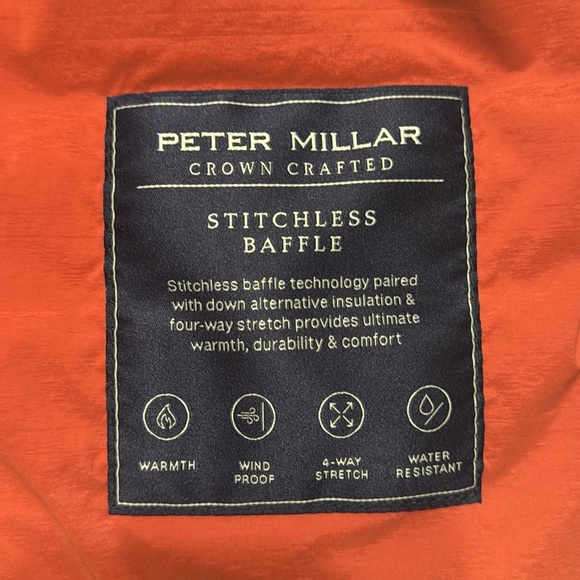 PETER MILLAR
CROWN CRAFTED
STITCHLESS
BAFFLE
Stitchless baffle technology paired
with down alternative insulation &
four-way stretch provides ultimate
warmth, durability & comfort
WARMTH
WIND
PROOF
4-WAY
STRETCH
WATER
RESISTANT